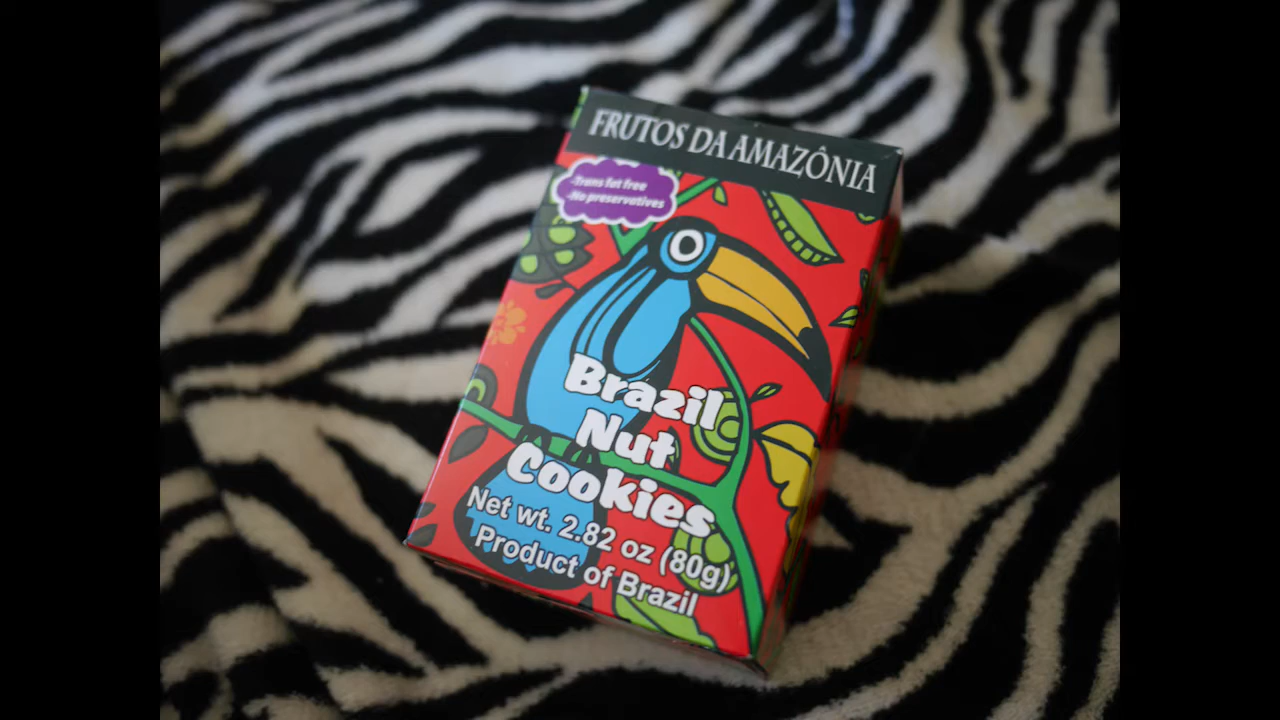 FRUTOS DA AMAZÔNIA
-Trans fat free
-No preservatives
Brazil
Nut
Cookies
Net wt. 2.82 oz (80g)
Product of Brazil